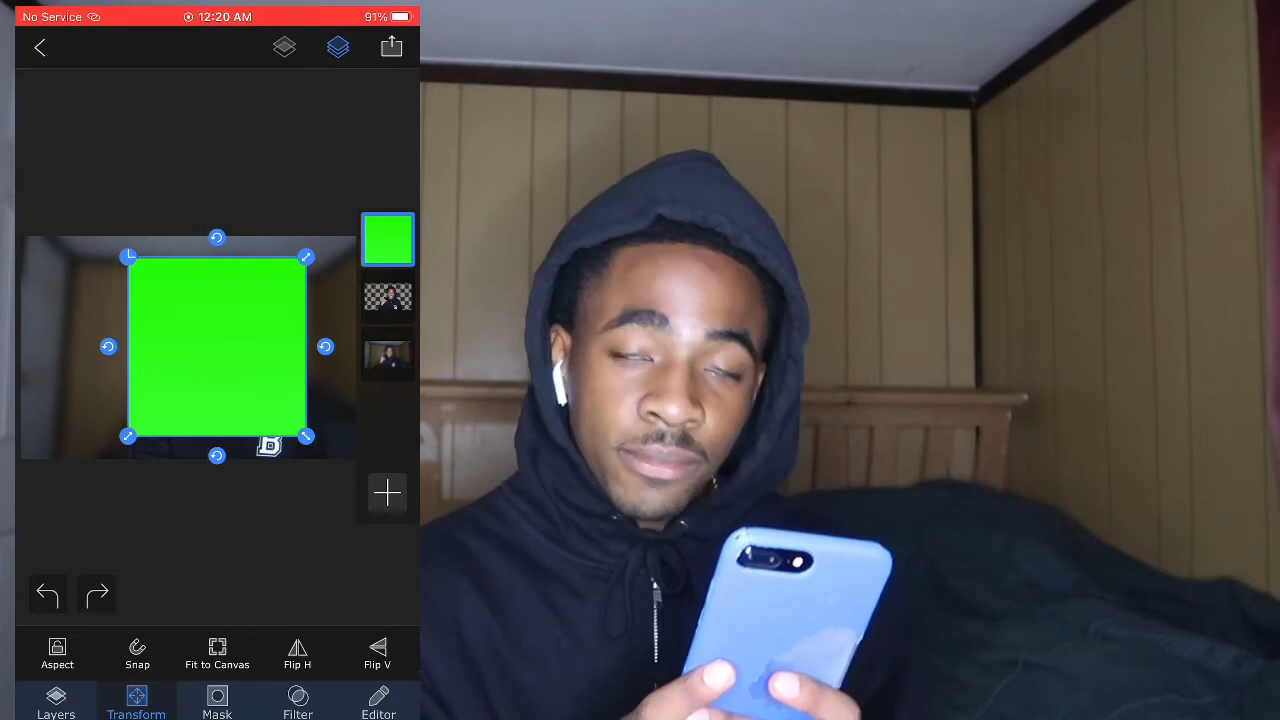 No Service 12:20 AM 91%
B
Aspect Snap Fit to Canvas Flip H Flip V
Layers Transform Mask Filter Editor